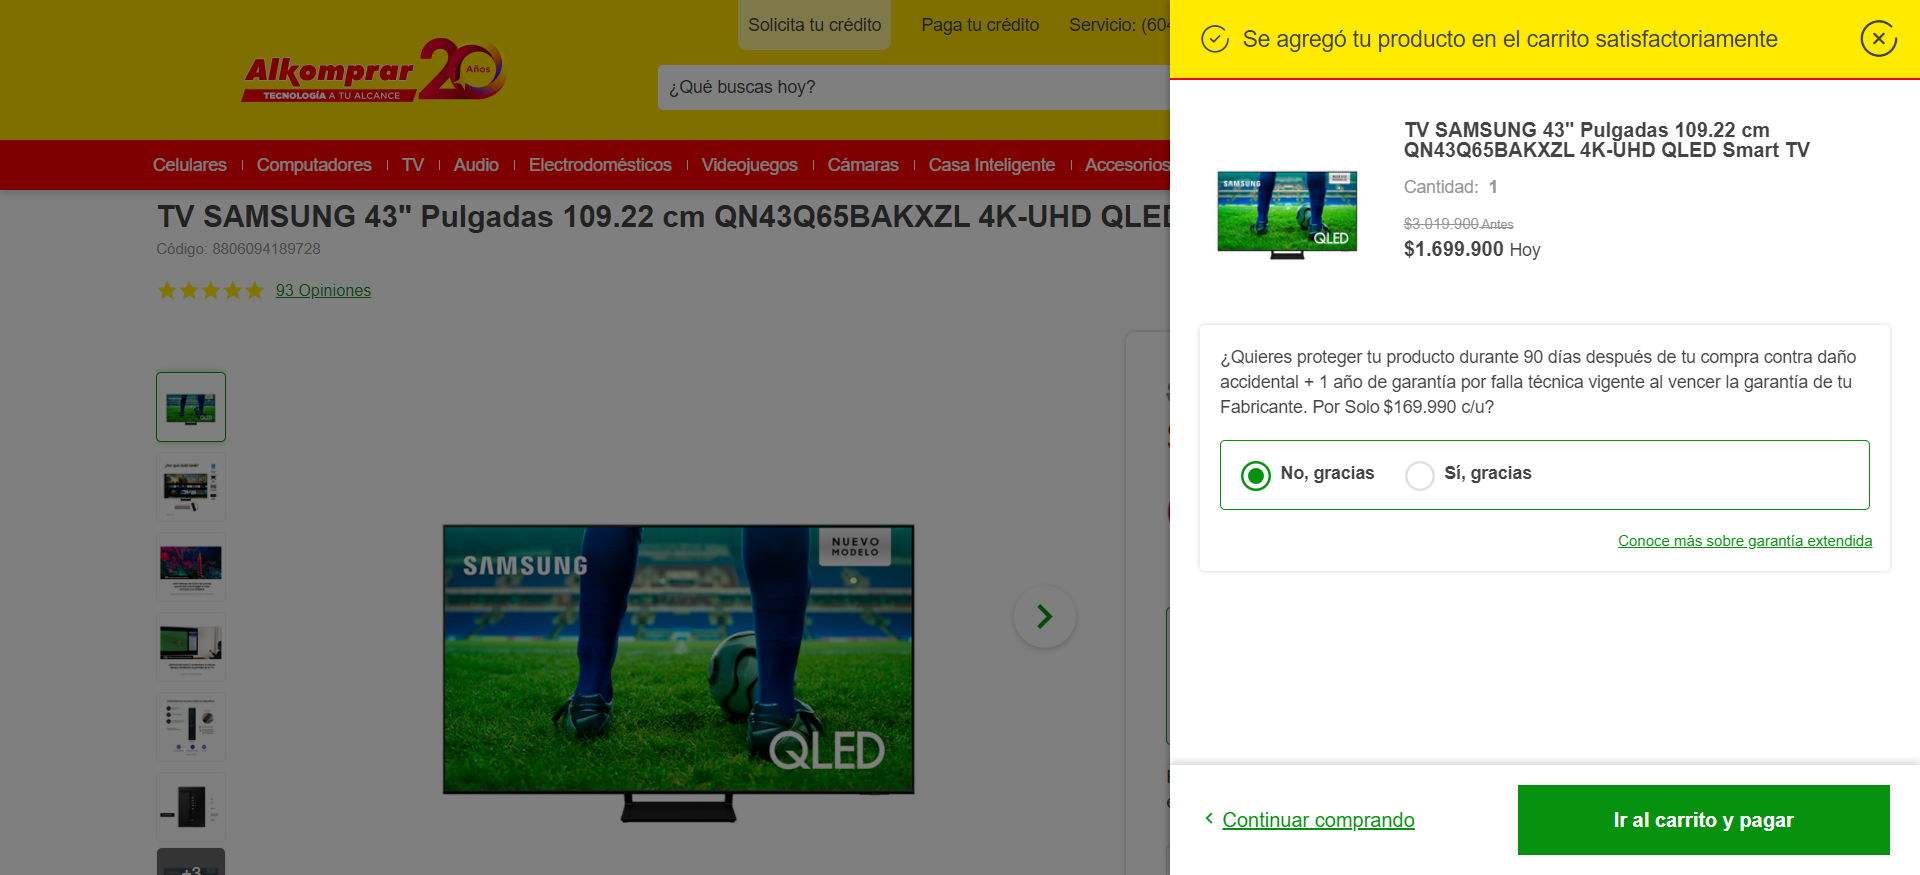 Solicita tu crédito
Paga tu crédito
Servicio: (604
Alkomprar 20 Años
TECNOLOGÍA A TU ALCANCE
¿Qué buscas hoy?
Celulares
Computadores
TV
Audio
Electrodomésticos
Videojuegos
Cámaras
Casa Inteligente
Accesorios
TV SAMSUNG 43" Pulgadas 109.22 cm QN43Q65BAKXZL 4K-UHD QLED
Código: 8806094189728
93 Opiniones
SAMSUNG
NUEVO
MODELO
QLED
+3
Se agregó tu producto en el carrito satisfactoriamente
TV SAMSUNG 43" Pulgadas 109.22 cm
QN43Q65BAKXZL 4K-UHD QLED Smart TV
Cantidad: 1
$3.019.900 Antes
$1.699.900 Hoy
SAMSUNG
QLED
¿Quieres proteger tu producto durante 90 días después de tu compra contra daño
accidental + 1 año de garantía por falla técnica vigente al vencer la garantía de tu
Fabricante. Por Solo $169.990 c/u?
No, gracias
Sí, gracias
Conoce más sobre garantía extendida
Continuar comprando
Ir al carrito y pagar